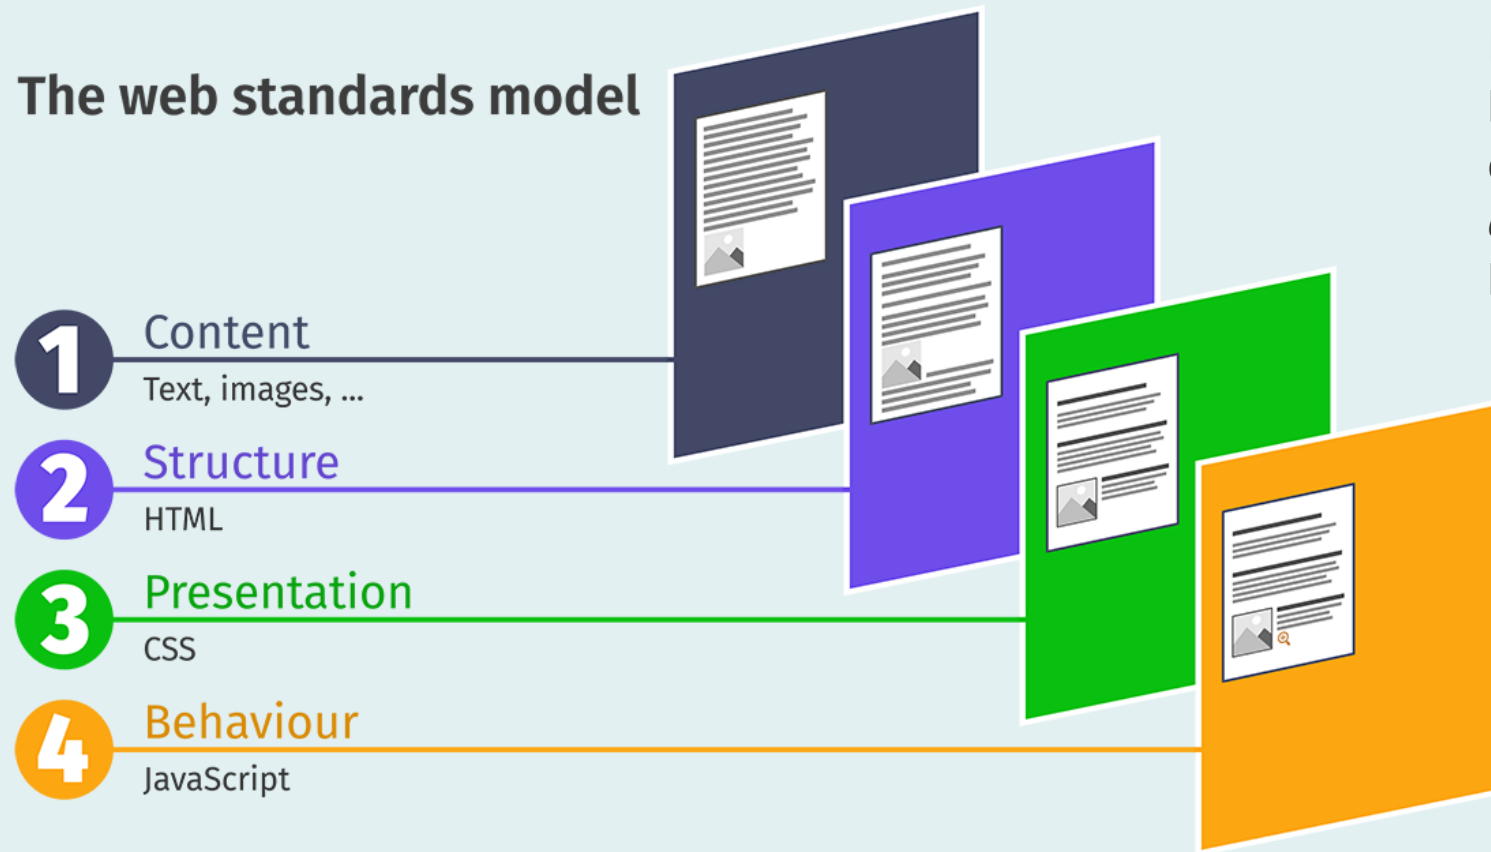 The web standards model
1
Content
Text, images, ...
2
Structure
HTML
3
Presentation
CSS
4
Behaviour
JavaScript